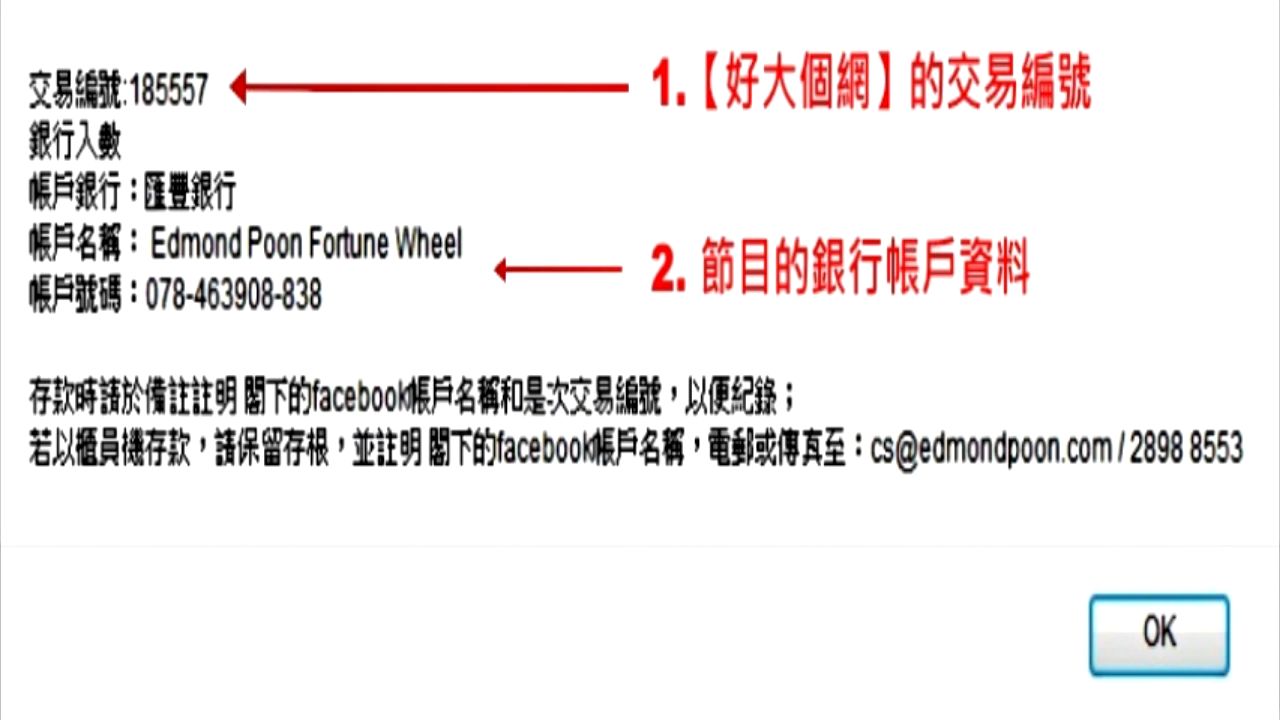 交易編號:185557
1.【好大個網】的交易編號
銀行入數
帳戶銀行：匯豐銀行
帳戶名稱： Edmond Poon Fortune Wheel
2. 節目的銀行帳戶資料
帳戶號碼：078-463908-838
存款時請於備註註明 閣下的facebook帳戶名稱和是次交易編號，以便紀錄；
若以櫃員機存款，請保留存根，並註明 閣下的facebook帳戶名稱，電郵或傳真至：cs@edmondpoon.com / 2898 8553
OK